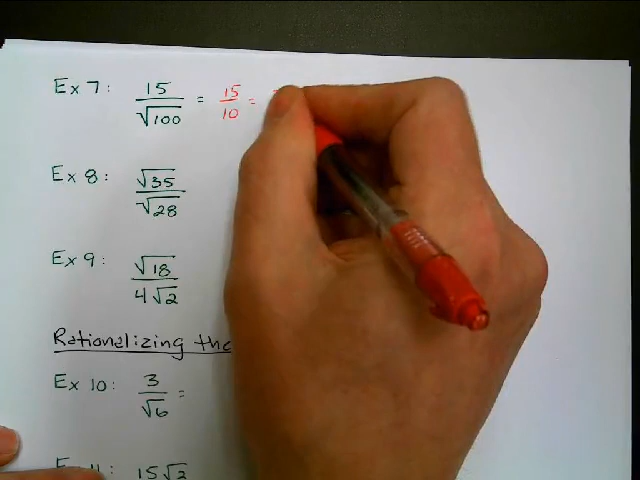 Ex 7: 15/√100 = 15/10 =
Ex 8: √35/√28
Ex 9: √18/4√2
Rationalizing the
Ex 10: 3/√6 =
15√2